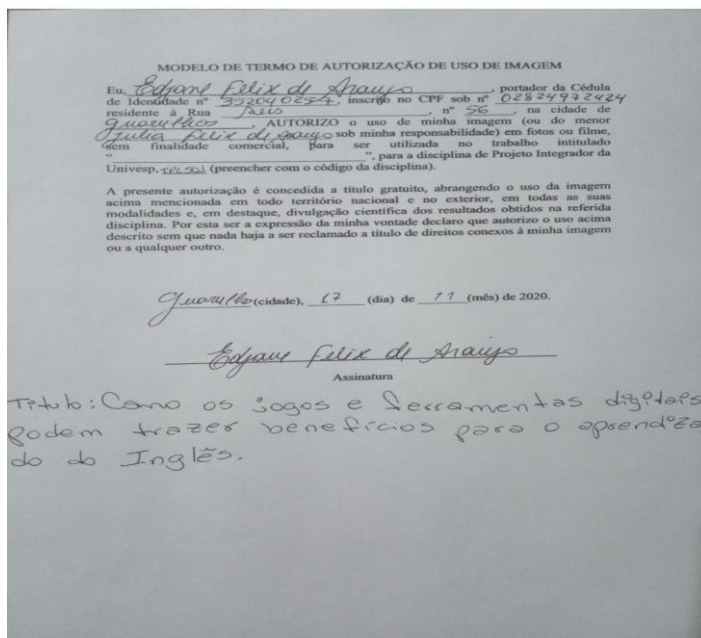 MODELO DE TERMO DE AUTORIZAÇÃO DE USO DE IMAGEM
Eu, Edjane Felix de Araujo, portador da Cédula
de Identidade nº 352040254, inscrito no CPF sob nº 02824972424
residente à Rua, nº 56, na cidade de
Guarulhos, AUTORIZO o uso de minha imagem (ou do menor
Julia Felix de Araujo sob minha responsabilidade) em fotos ou filme,
sem finalidade comercial, para ser utilizada no trabalho intitulado
"", para a disciplina de Projeto Integrador da
Univesp, (preencher com o código da disciplina).
A presente autorização é concedida a título gratuito, abrangendo o uso da imagem
acima mencionada em todo território nacional e no exterior, em todas as suas
modalidades e, em destaque, divulgação científica dos resultados obtidos na referida
disciplina. Por esta ser a expressão da minha vontade declaro que autorizo o uso acima
descrito sem que nada haja a ser reclamado a título de direitos conexos à minha imagem
ou a qualquer outro.
Guarulhos (cidade), 17 (dia) de 11 (mês) de 2020.
Edjane Felix de Araujo
Assinatura
Título: Como os jogos e ferramentas digitais
podem trazer benefícios para o aprendiza
do do Inglês.